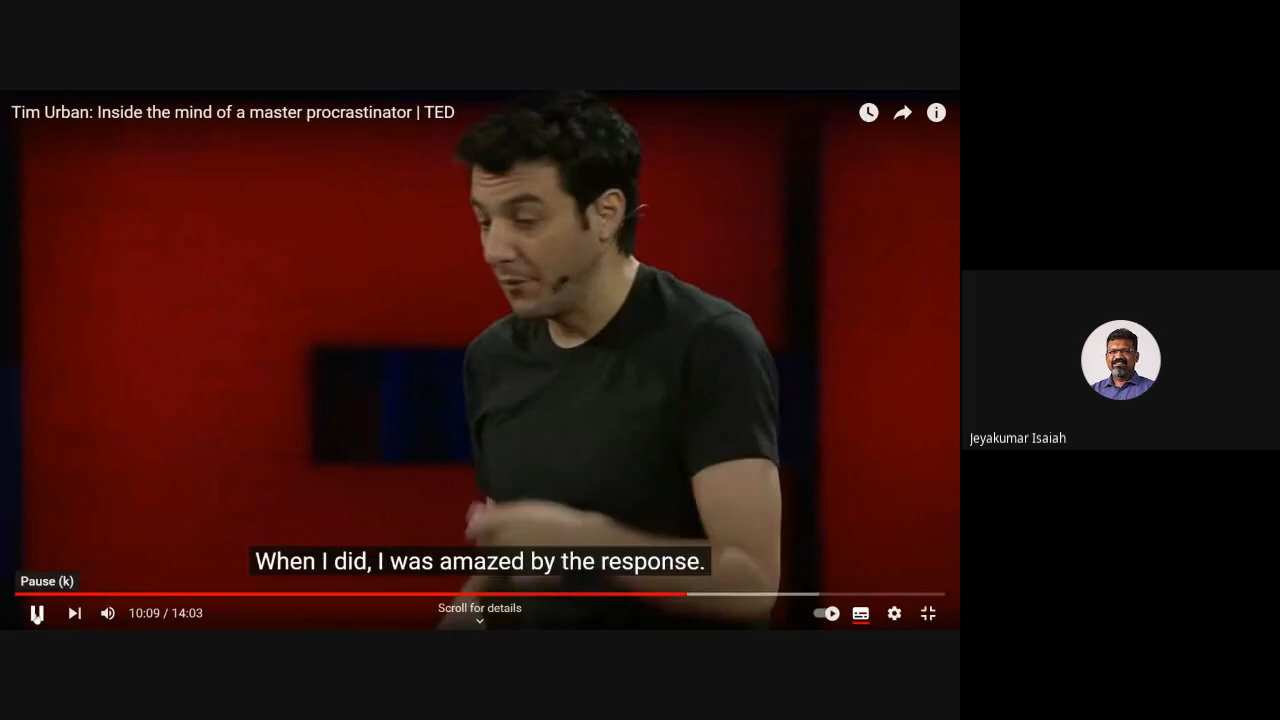 Tim Urban: Inside the mind of a master procrastinator | TED
When I did, I was amazed by the response.
Pause (k)
10:09 / 14:03
Scroll for details
Jeyakumar Isaiah